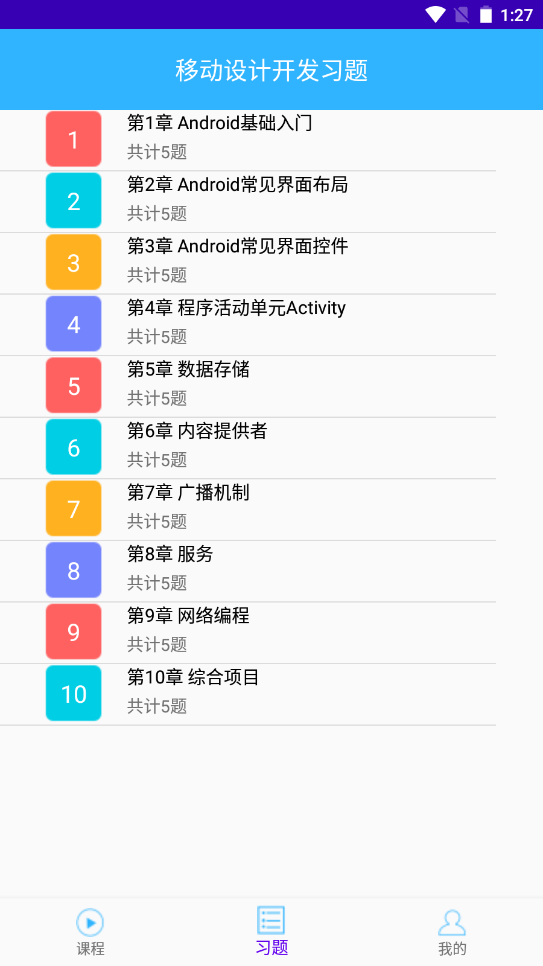 1:27
移动设计开发习题
1
第1章 Android基础入门
共计5题
2
第2章 Android常见界面布局
共计5题
3
第3章 Android常见界面控件
共计5题
4
第4章 程序活动单元Activity
共计5题
5
第5章 数据存储
共计5题
6
第6章 内容提供者
共计5题
7
第7章 广播机制
共计5题
8
第8章 服务
共计5题
9
第9章 网络编程
共计5题
10
第10章 综合项目
共计5题
课程
习题
我的